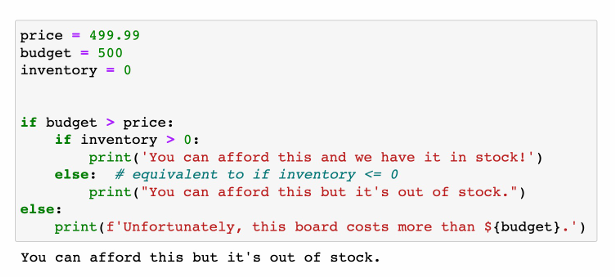 price = 499.99
budget = 500
inventory = 0
if budget > price:
    if inventory > 0:
        print('You can afford this and we have it in stock!')
    else:  # equivalent to if inventory <= 0
        print("You can afford this but it's out of stock.")
else:
    print(f'Unfortunately, this board costs more than ${budget}.')
You can afford this but it's out of stock.